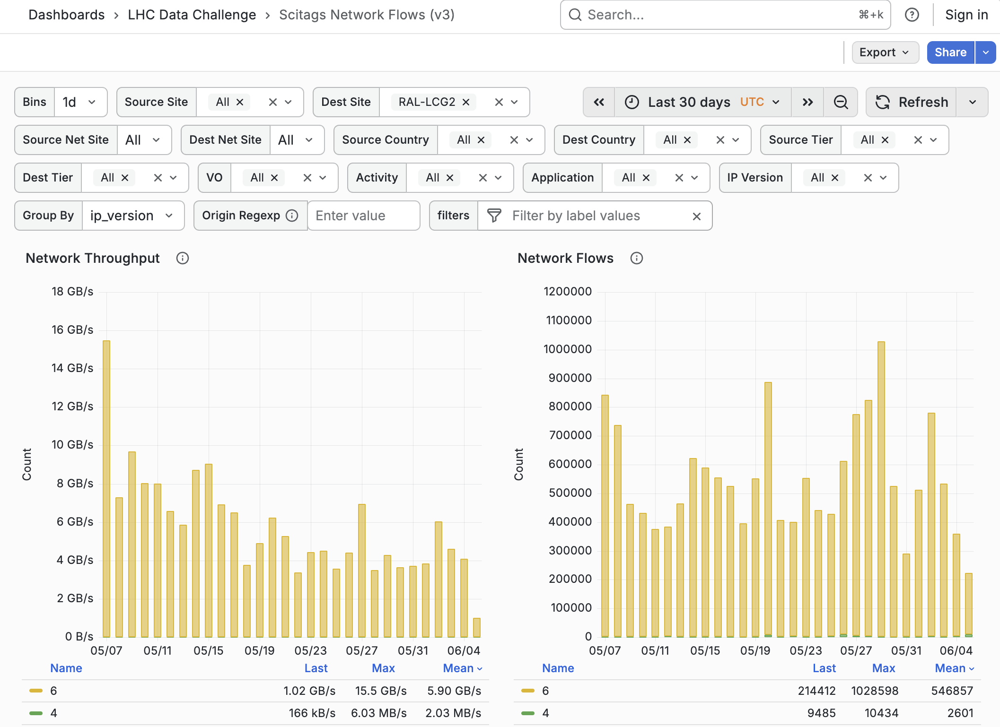 Dashboards › LHC Data Challenge › Scitags Network Flows (v3)
Search... ⌘+k
Sign in
Export
Share
Bins 1d
Source Site All
Dest Site RAL-LCG2
Last 30 days UTC
Refresh
Source Net Site All
Dest Net Site All
Source Country All
Dest Country All
Source Tier All
Dest Tier All
VO All
Activity All
Application All
IP Version All
Group By ip_version
Origin Regexp Enter value
filters Filter by label values
Network Throughput
18 GB/s
16 GB/s
14 GB/s
12 GB/s
10 GB/s
8 GB/s
6 GB/s
4 GB/s
2 GB/s
0 B/s
Count
05/07 05/11 05/15 05/19 05/23 05/27 05/31 06/04
Name Last Max Mean
6 1.02 GB/s 15.5 GB/s 5.90 GB/s
4 166 kB/s 6.03 MB/s 2.03 MB/s
Network Flows
1200000
1100000
1000000
900000
800000
700000
600000
500000
400000
300000
200000
100000
0
Count
05/07 05/11 05/15 05/19 05/23 05/27 05/31 06/04
Name Last Max Mean
6 214412 1028598 546857
4 9485 10434 2601